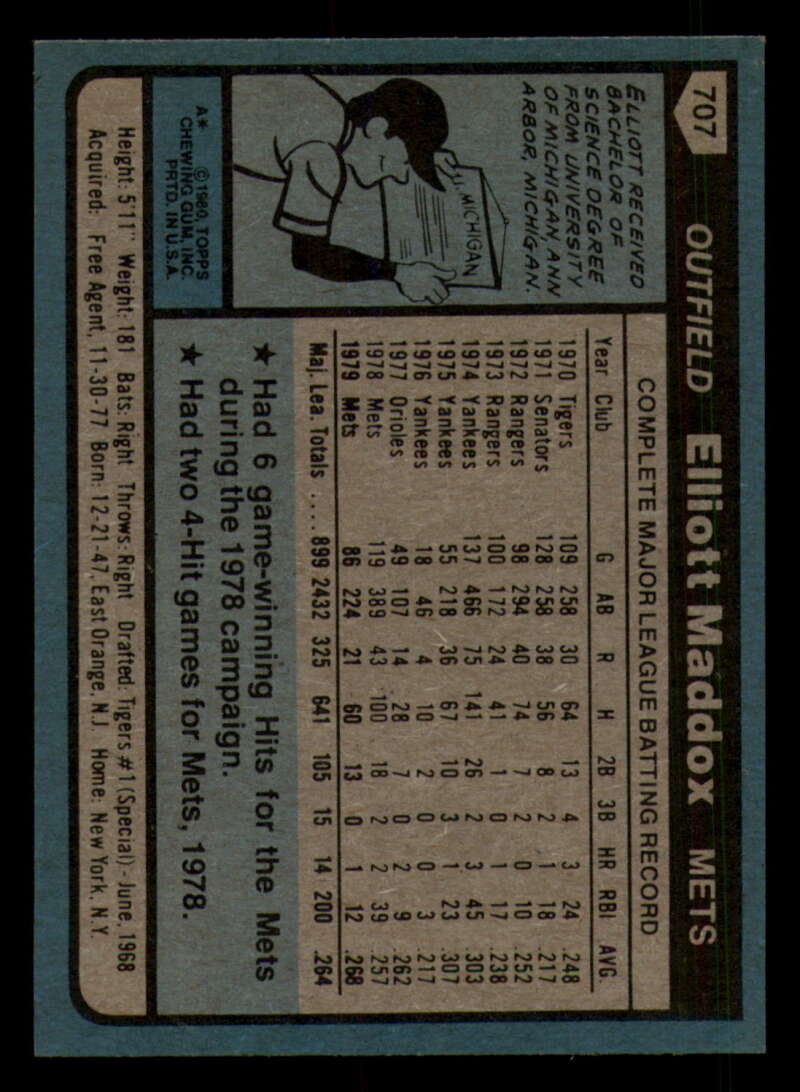 707
OUTFIELD Elliott Maddox METS
ELLIOTT RECEIVED
BACHELOR OF
SCIENCE DEGREE
FROM UNIVERSITY
OF MICHIGAN, ANN
ARBOR, MICHIGAN.
U. MICHIGAN
A* © 1980, TOPPS
CHEWING GUM, INC.
PRTD. IN U.S.A.
COMPLETE MAJOR LEAGUE BATTING RECORD
Year Club G AB R H 2B 3B HR RBI AVG.
1970 Tigers 109 258 30 64 13 4 3 24 .248
1971 Senators 128 258 38 56 8 2 1 18 .217
1972 Rangers 98 294 40 74 7 2 0 10 .252
1973 Rangers 100 172 24 41 1 0 1 17 .238
1974 Yankees 137 466 75 141 26 2 3 45 .303
1975 Yankees 55 218 36 67 10 3 1 23 .307
1976 Yankees 18 46 4 10 2 0 0 3 .217
1977 Orioles 49 107 14 28 7 0 2 9 .262
1978 Mets 119 389 43 100 18 2 2 39 .257
1979 Mets 86 224 21 60 13 0 1 12 .268
Maj. Lea. Totals .... 899 2432 325 641 105 15 14 200 .264
★ Had 6 game-winning Hits for the Mets
during the 1978 campaign.
★ Had two 4-Hit games for Mets, 1978.
Height: 5'11" Weight: 181 Bats: Right Throws: Right Drafted: Tigers #1 (Special)-June, 1968
Acquired: Free Agent, 11-30-77 Born: 12-21-47, East Orange, N.J. Home: New York, N.Y.